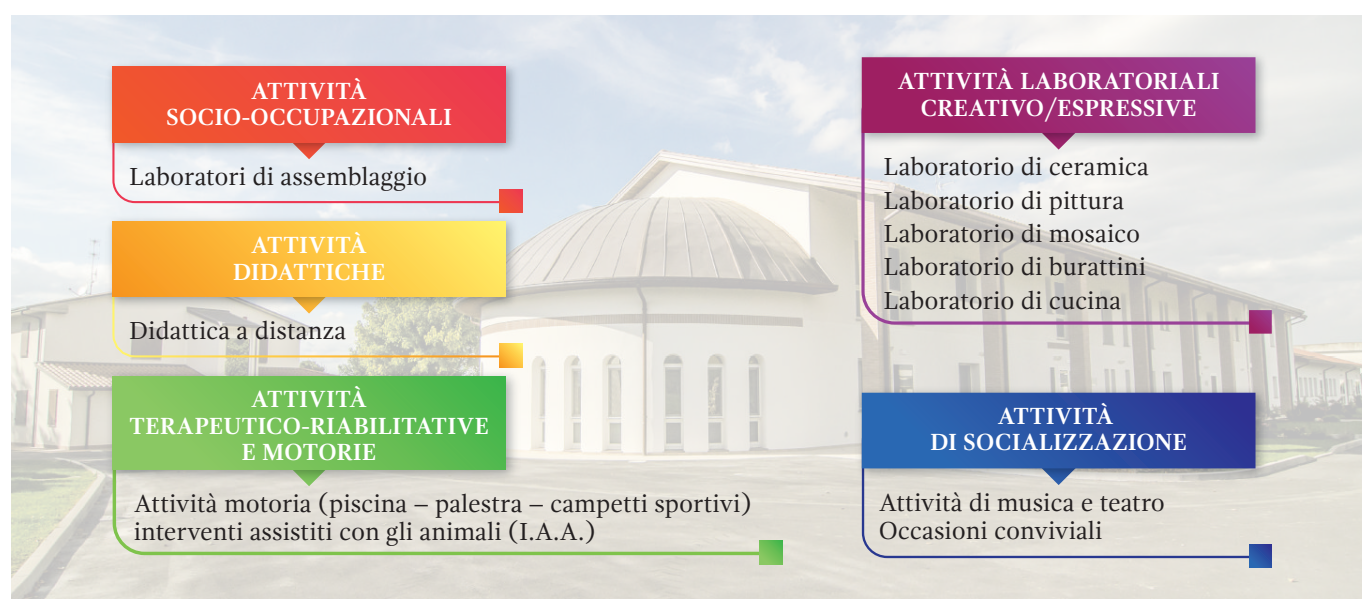 ATTIVITÀ
SOCIO-OCCUPAZIONALI
Laboratori di assemblaggio
ATTIVITÀ
DIDATTICHE
Didattica a distanza
ATTIVITÀ
TERAPEUTICO-RIABILITATIVE
E MOTORIE
Attività motoria (piscina – palestra – campetti sportivi)
interventi assistiti con gli animali (I.A.A.)
ATTIVITÀ LABORATORIALI
CREATIVO/ESPRESSIVE
Laboratorio di ceramica
Laboratorio di pittura
Laboratorio di mosaico
Laboratorio di burattini
Laboratorio di cucina
ATTIVITÀ
DI SOCIALIZZAZIONE
Attività di musica e teatro
Occasioni conviviali